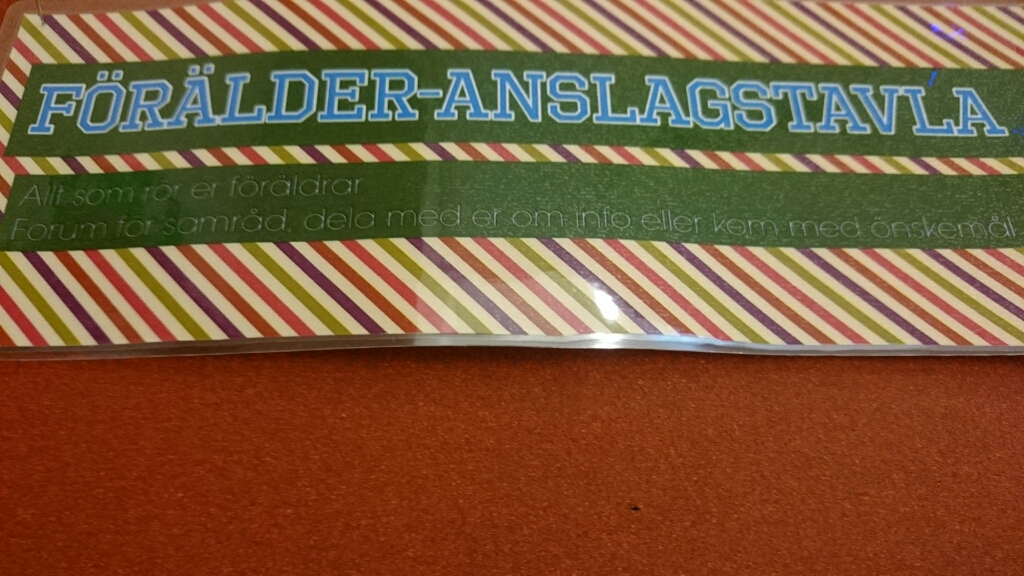 FÖRÄLDER-ANSLAGSTAVLA
Allt som rör er föräldrar.
Forum för samråd, dela med er om info eller kom med önskemål.